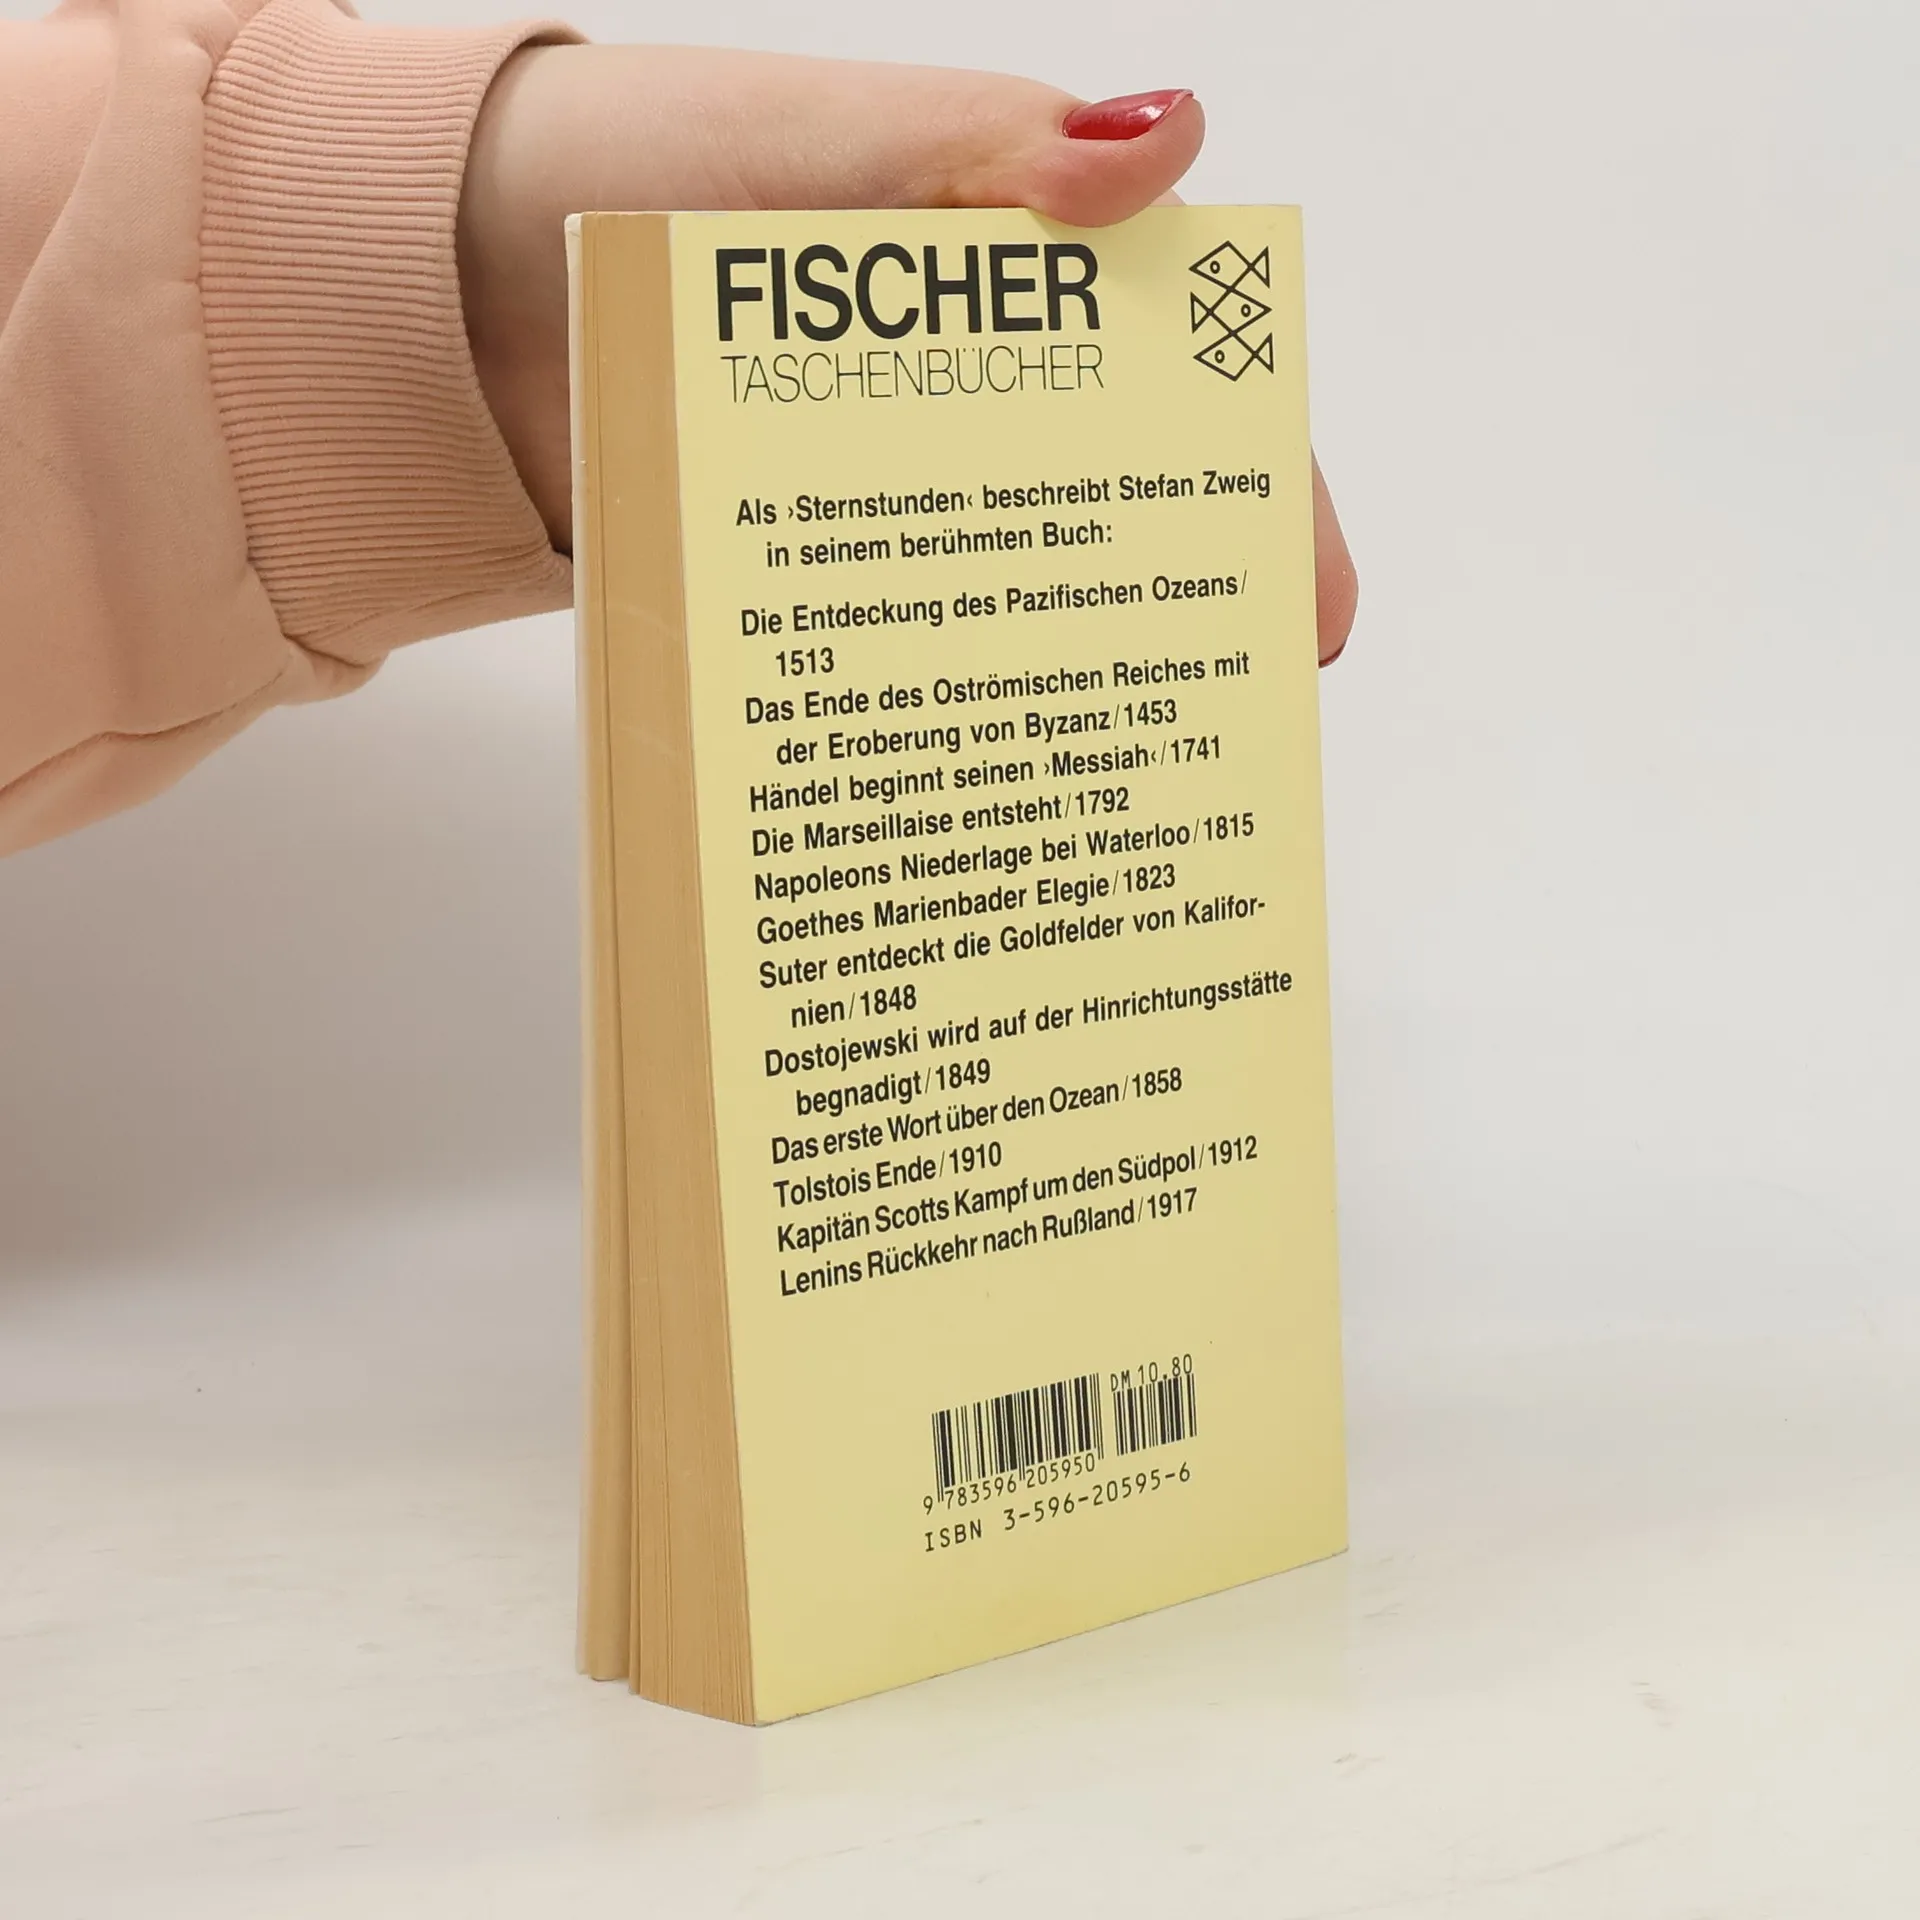 FISCHER
TASCHENBÜCHER
Als ›Sternstunden‹ beschreibt Stefan Zweig
in seinem berühmten Buch:
Die Entdeckung des Pazifischen Ozeans/
1513
Das Ende des Oströmischen Reiches mit
der Eroberung von Byzanz/1453
Händel beginnt seinen ›Messiah‹/1741
Die Marseillaise entsteht/1792
Napoleons Niederlage bei Waterloo/1815
Goethes Marienbader Elegie/1823
Suter entdeckt die Goldfelder von Kalifor-
nien/1848
Dostojewski wird auf der Hinrichtungsstätte
begnadigt/1849
Das erste Wort über den Ozean/1858
Tolstois Ende/1910
Kapitän Scotts Kampf um den Südpol/1912
Lenins Rückkehr nach Rußland/1917
DM 10.80
9 783596 205950
ISBN 3-596-20595-6